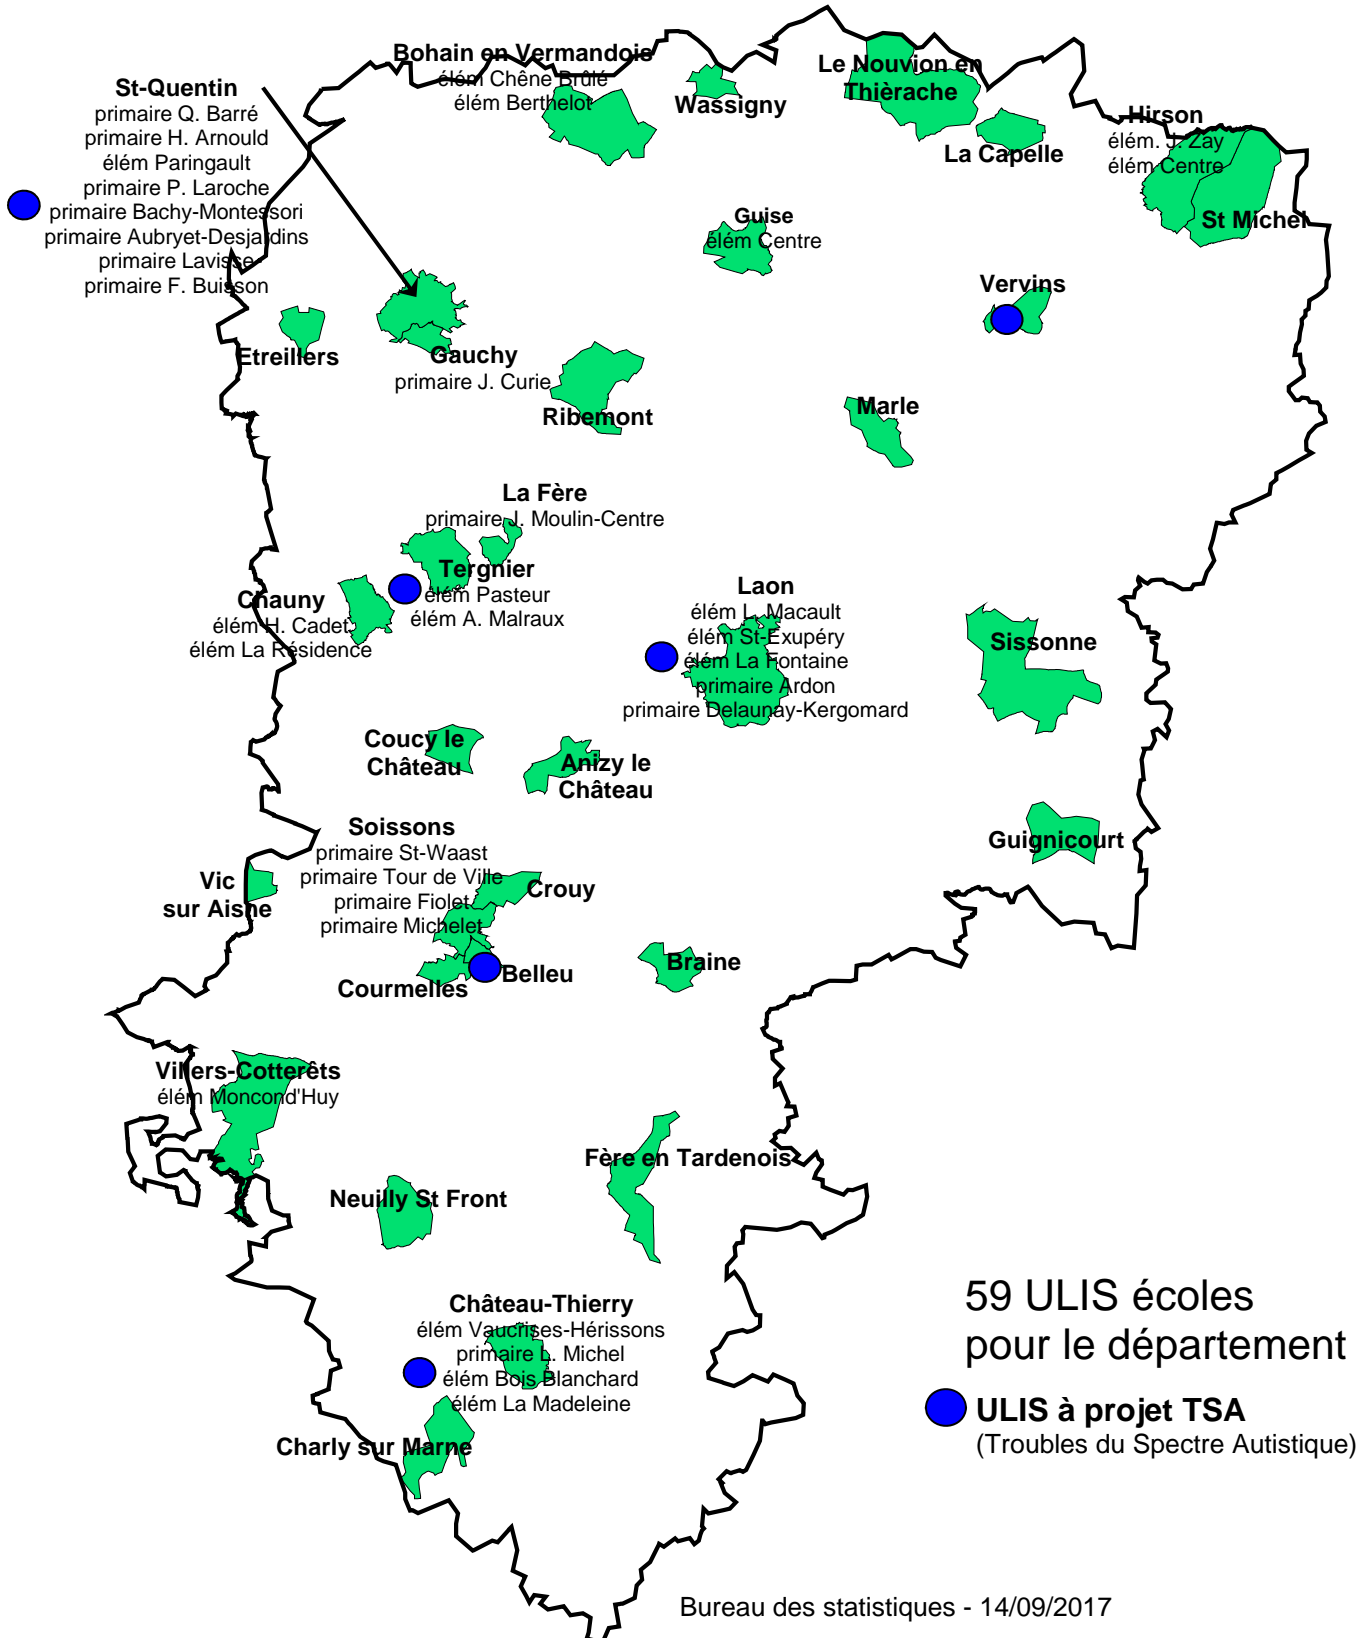 Bohain en Vermandois
élém Chêne Brûlé
élém Berthelot
St-Quentin
primaire Q. Barré
primaire H. Arnould
élém Paringault
primaire P. Laroche
primaire Bachy-Montessori
primaire Aubryet-Desjardins
primaire Lavisse
primaire F. Buisson
Wassigny
Le Nouvion en
Thièrache
La Capelle
Hirson
élém. J. Zay
élém Centre
St Michel
Guise
élém Centre
Vervins
Etreillers
Gauchy
primaire J. Curie
Ribemont
Marle
La Fère
primaire J. Moulin-Centre
Tergnier
élém Pasteur
élém A. Malraux
Chauny
élém H. Cadet
élém La Résidence
Laon
élém L. Macault
élém St-Exupéry
élém La Fontaine
primaire Ardon
primaire Delaunay-Kergomard
Sissonne
Coucy le
Château
Anizy le
Château
Guignicourt
Soissons
primaire St-Waast
primaire Tour de Ville
primaire Fiolet
primaire Michelet
Vic
sur Aisne
Crouy
Belleu
Courmelles
Braine
Villers-Cotterêts
élém Moncond'Huy
Fère en Tardenois
Neuilly St Front
Château-Thierry
élém Vaucrises-Hérissons
primaire L. Michel
élém Bois Blanchard
élém La Madeleine
Charly sur Marne
59 ULIS écoles
pour le département
ULIS à projet TSA
(Troubles du Spectre Autistique)
Bureau des statistiques - 14/09/2017